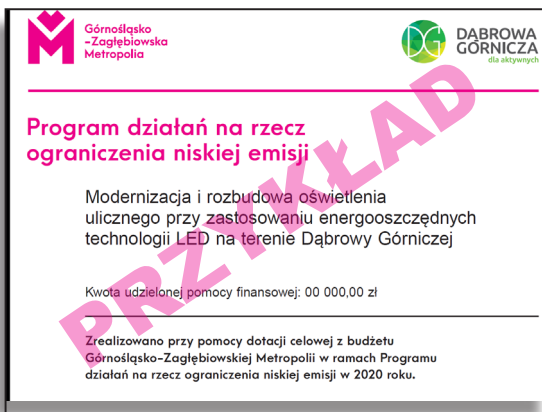 Górnośląsko
-Zagłębiowska
Metropolia
DG
DĄBROWA
GÓRNICZA
dla aktywnych
Program działań na rzecz
ograniczenia niskiej emisji
Modernizacja i rozbudowa oświetlenia
ulicznego przy zastosowaniu energooszczędnych
technologii LED na terenie Dąbrowy Górniczej
Kwota udzielonej pomocy finansowej: 00 000,00 zł
Zrealizowano przy pomocy dotacji celowej z budżetu
Górnośląsko-Zagłębiowskiej Metropolii w ramach Programu
działań na rzecz ograniczenia niskiej emisji w 2020 roku.
PRZYKŁAD